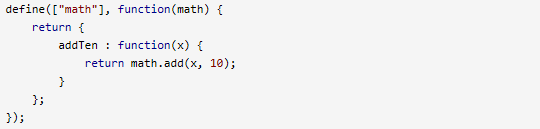 define(["math"], function(math) {
    return {
        addTen : function(x) {
            return math.add(x, 10);
        }
    };
});